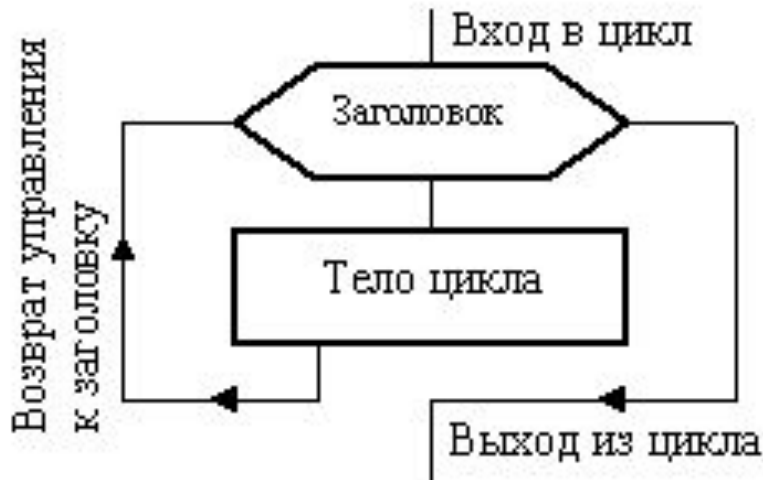 Вход в цикл
Заголовок
Возврат управления
к заголовку
Тело цикла
Выход из цикла